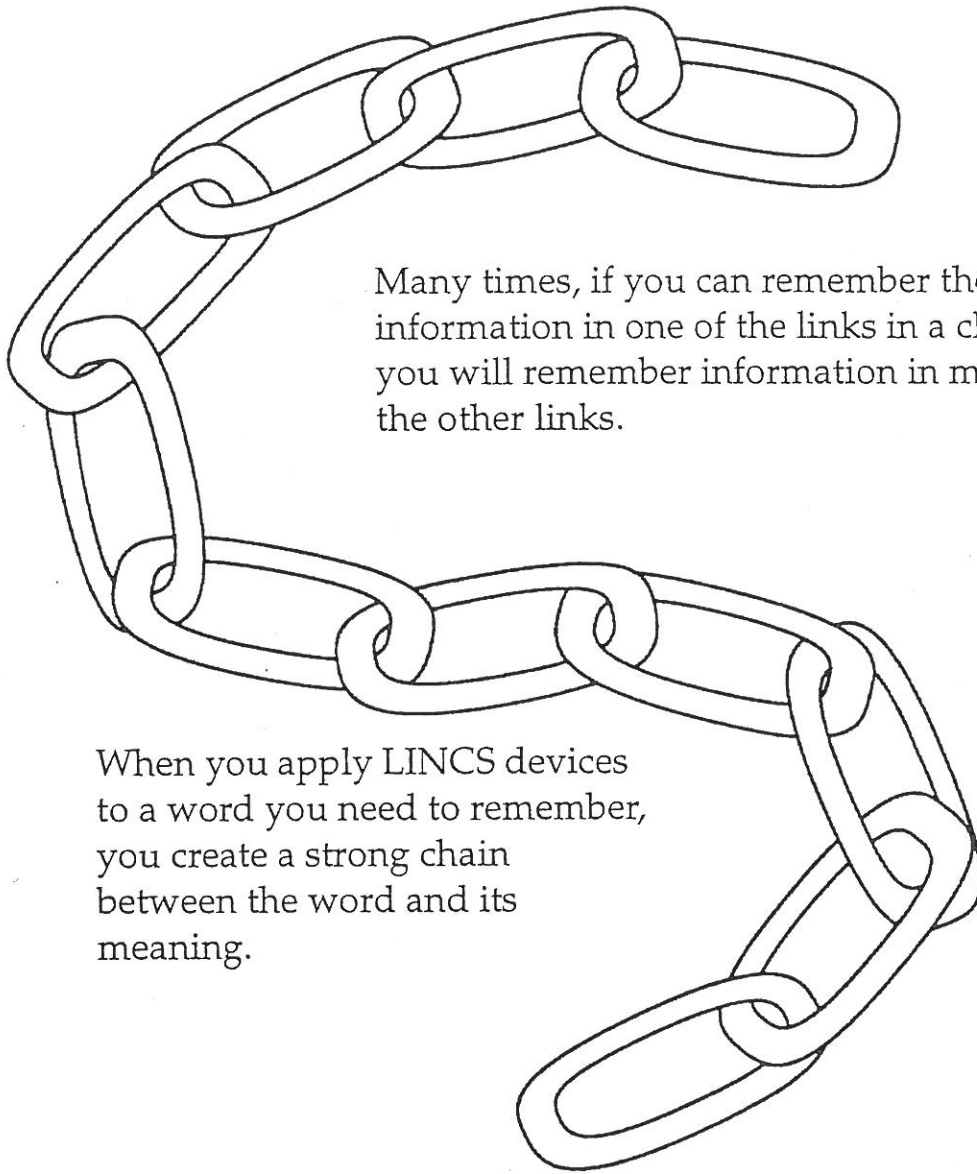 Many times, if you can remember the
information in one of the links in a
you will remember information in
the other links.
When you apply LINCS devices
to a word you need to remember,
you create a strong chain
between the word and its
meaning.